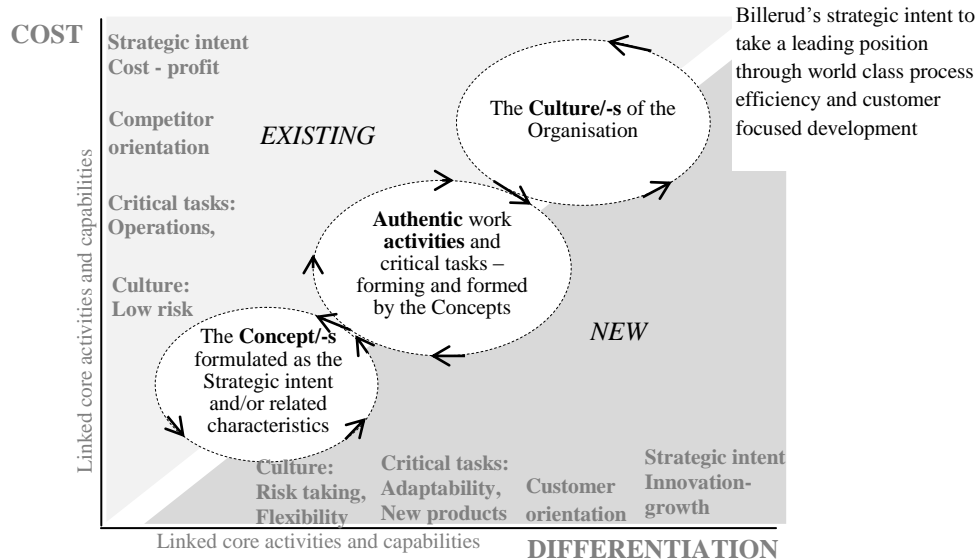 COST
Strategic intent
Cost - profit
Competitor
orientation
Critical tasks:
Operations,
Culture:
Low risk
Linked core activities and capabilities
EXISTING
The Culture/-s of the
Organisation
Authentic work
activities and
critical tasks –
forming and formed
by the Concepts
The Concept/-s
formulated as the
Strategic intent
and/or related
characteristics
NEW
Billerud’s strategic intent to
take a leading position
through world class process
efficiency and customer
focused development
Culture:
Risk taking,
Flexibility
Critical tasks:
Adaptability,
New products
Customer
orientation
Strategic intent
Innovation-
growth
Linked core activities and capabilities
DIFFERENTIATION